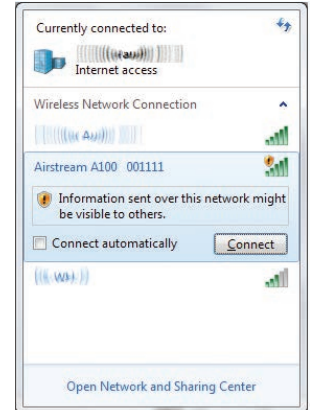 Currently connected to:
Internet access
Wireless Network Connection
Airstream A100 001111
Information sent over this network might
be visible to others.
Connect automatically
Connect
Open Network and Sharing Center